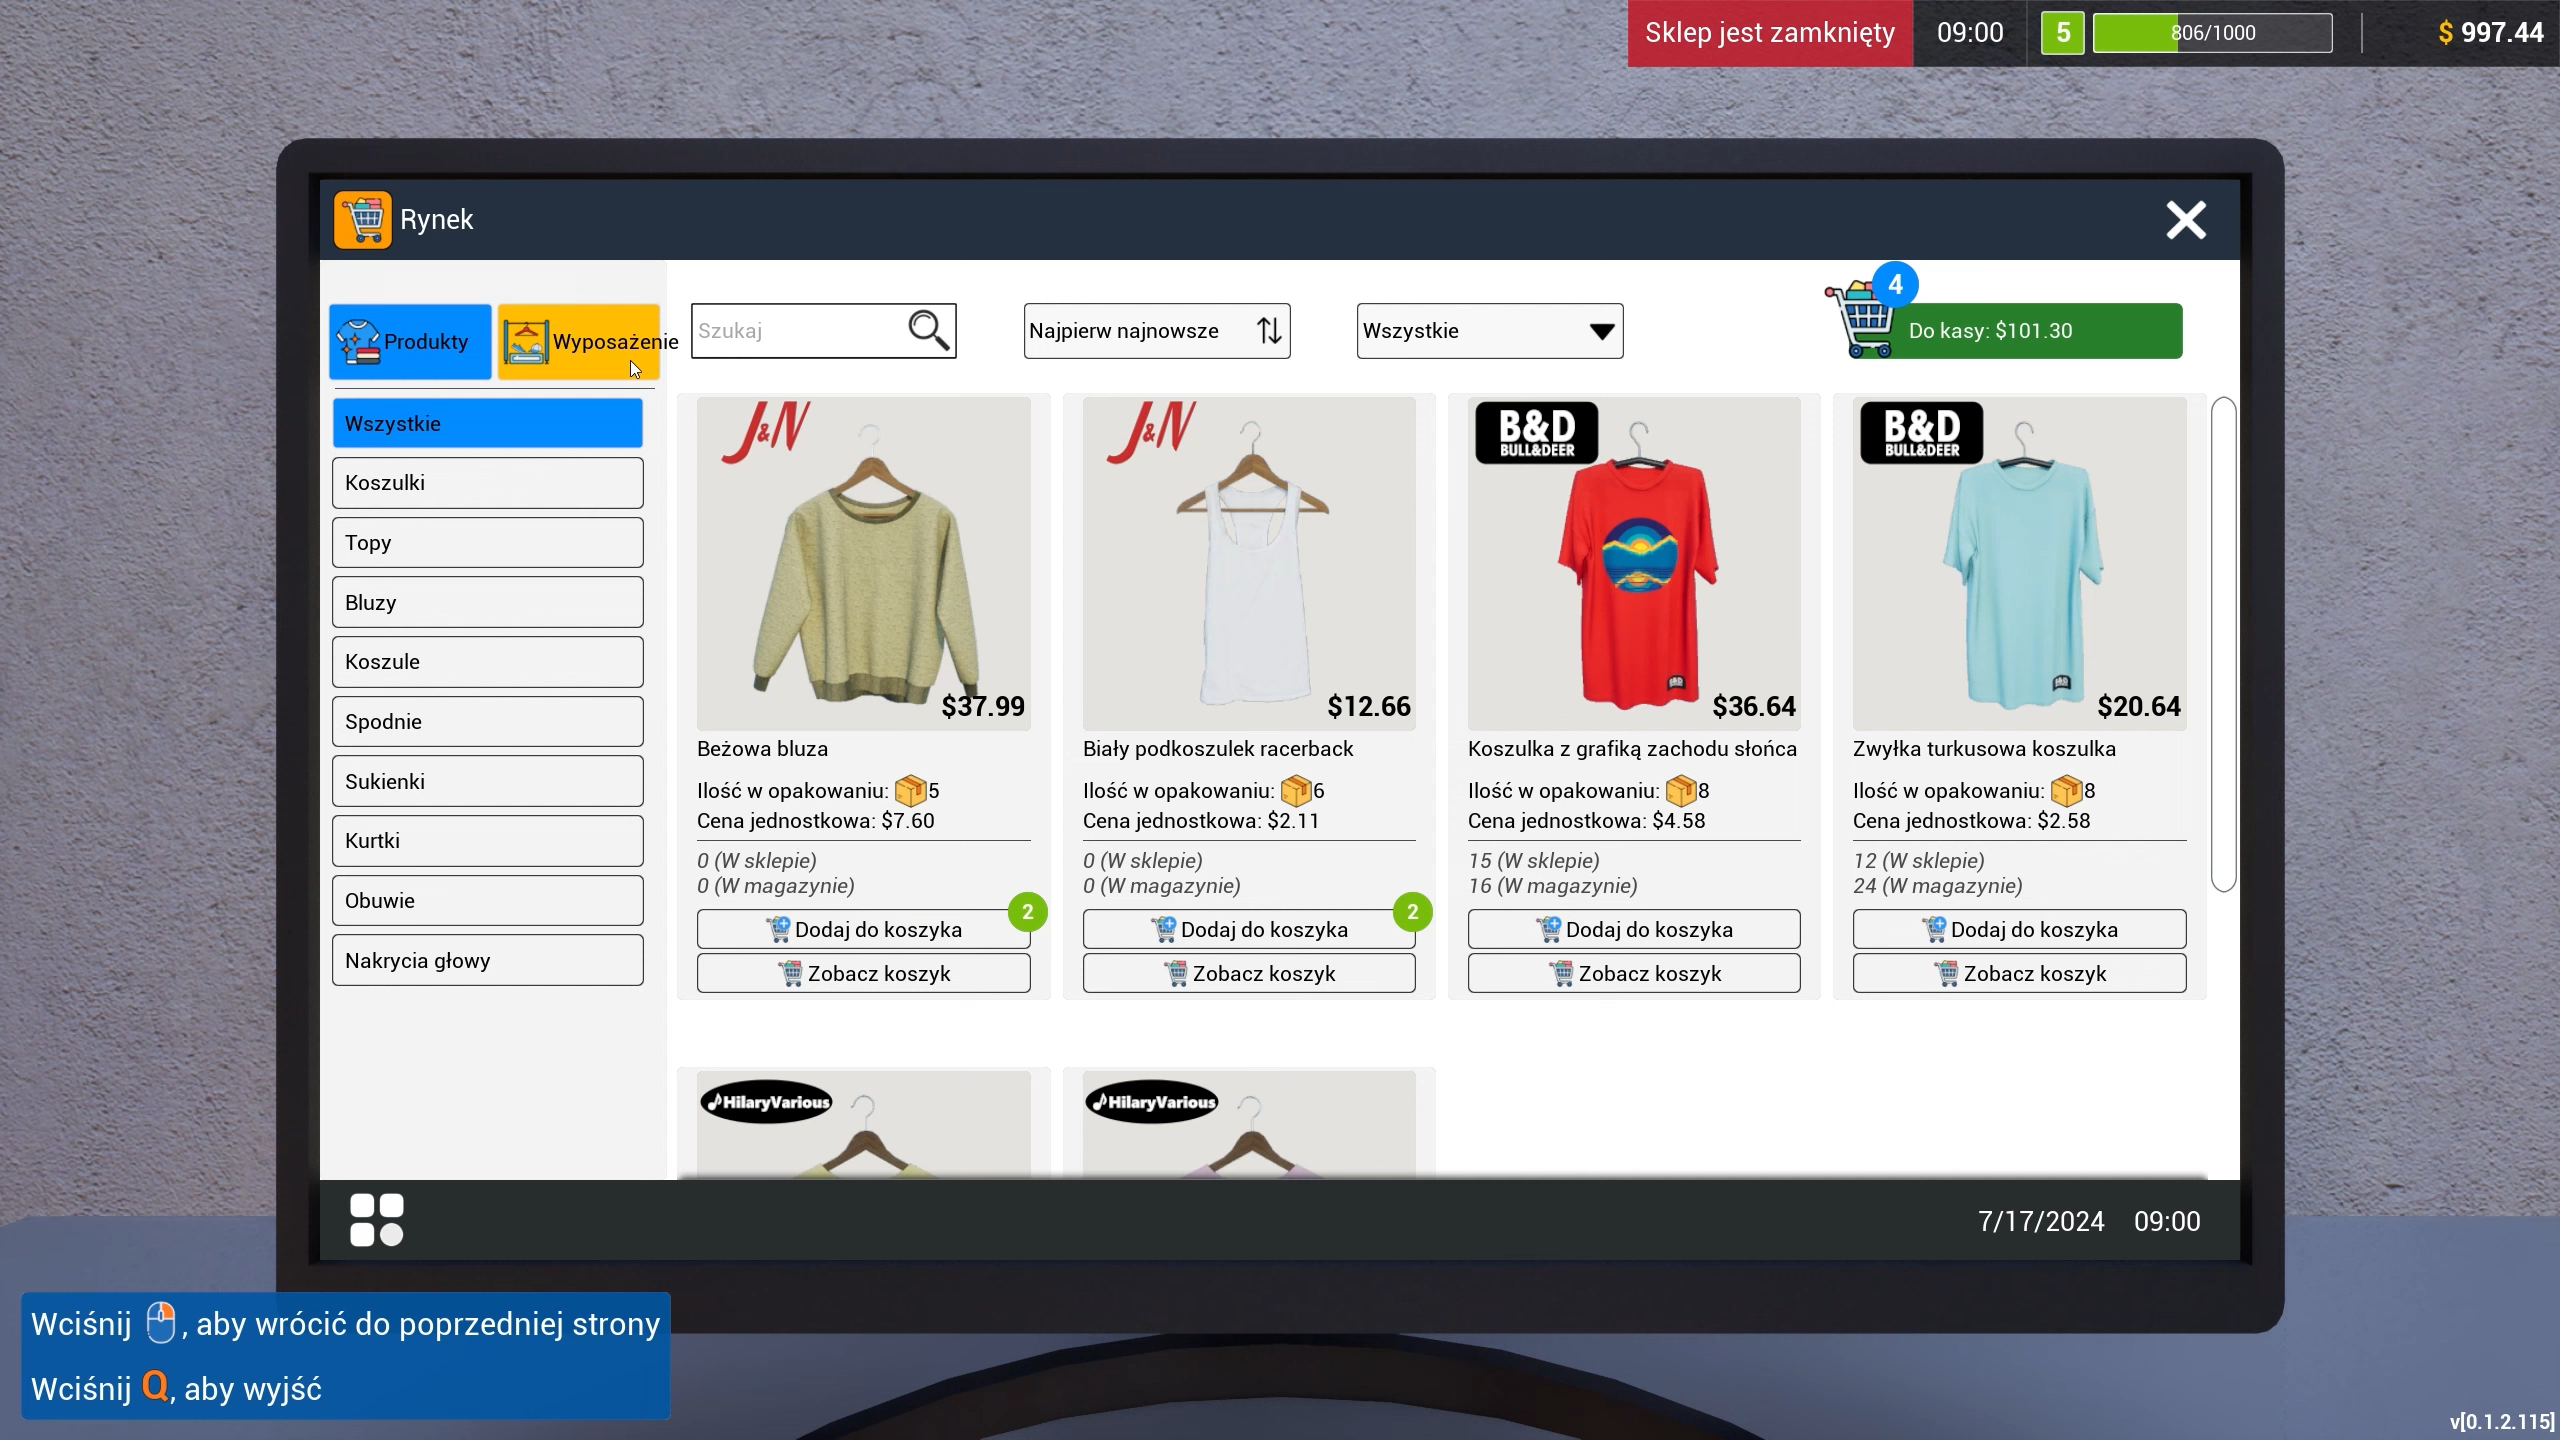 Sklep jest zamknięty
09:00
5
806/1000
$ 997.44
Rynek
Produkty
Wyposażenie
Szukaj
Najpierw najnowsze
Wszystkie
4
Do kasy: $101.30
Wszystkie
Koszulki
Topy
Bluzy
Koszule
Spodnie
Sukienki
Kurtki
Obuwie
Nakrycia głowy
J&N
$37.99
Beżowa bluza
Ilość w opakowaniu: 5
Cena jednostkowa: $7.60
0 (W sklepie)
0 (W magazynie)
2
Dodaj do koszyka
Zobacz koszyk
J&N
$12.66
Biały podkoszulek racerback
Ilość w opakowaniu: 6
Cena jednostkowa: $2.11
0 (W sklepie)
0 (W magazynie)
2
Dodaj do koszyka
Zobacz koszyk
B&D
BULL&DEER
$36.64
Koszulka z grafiką zachodu słońca
Ilość w opakowaniu: 8
Cena jednostkowa: $4.58
15 (W sklepie)
16 (W magazynie)
Dodaj do koszyka
Zobacz koszyk
B&D
BULL&DEER
$20.64
Zwyłka turkusowa koszulka
Ilość w opakowaniu: 8
Cena jednostkowa: $2.58
12 (W sklepie)
24 (W magazynie)
Dodaj do koszyka
Zobacz koszyk
HilaryVarious
HilaryVarious
7/17/2024 09:00
Wciśnij , aby wrócić do poprzedniej strony
Wciśnij Q, aby wyjść
v[0.1.2.115]